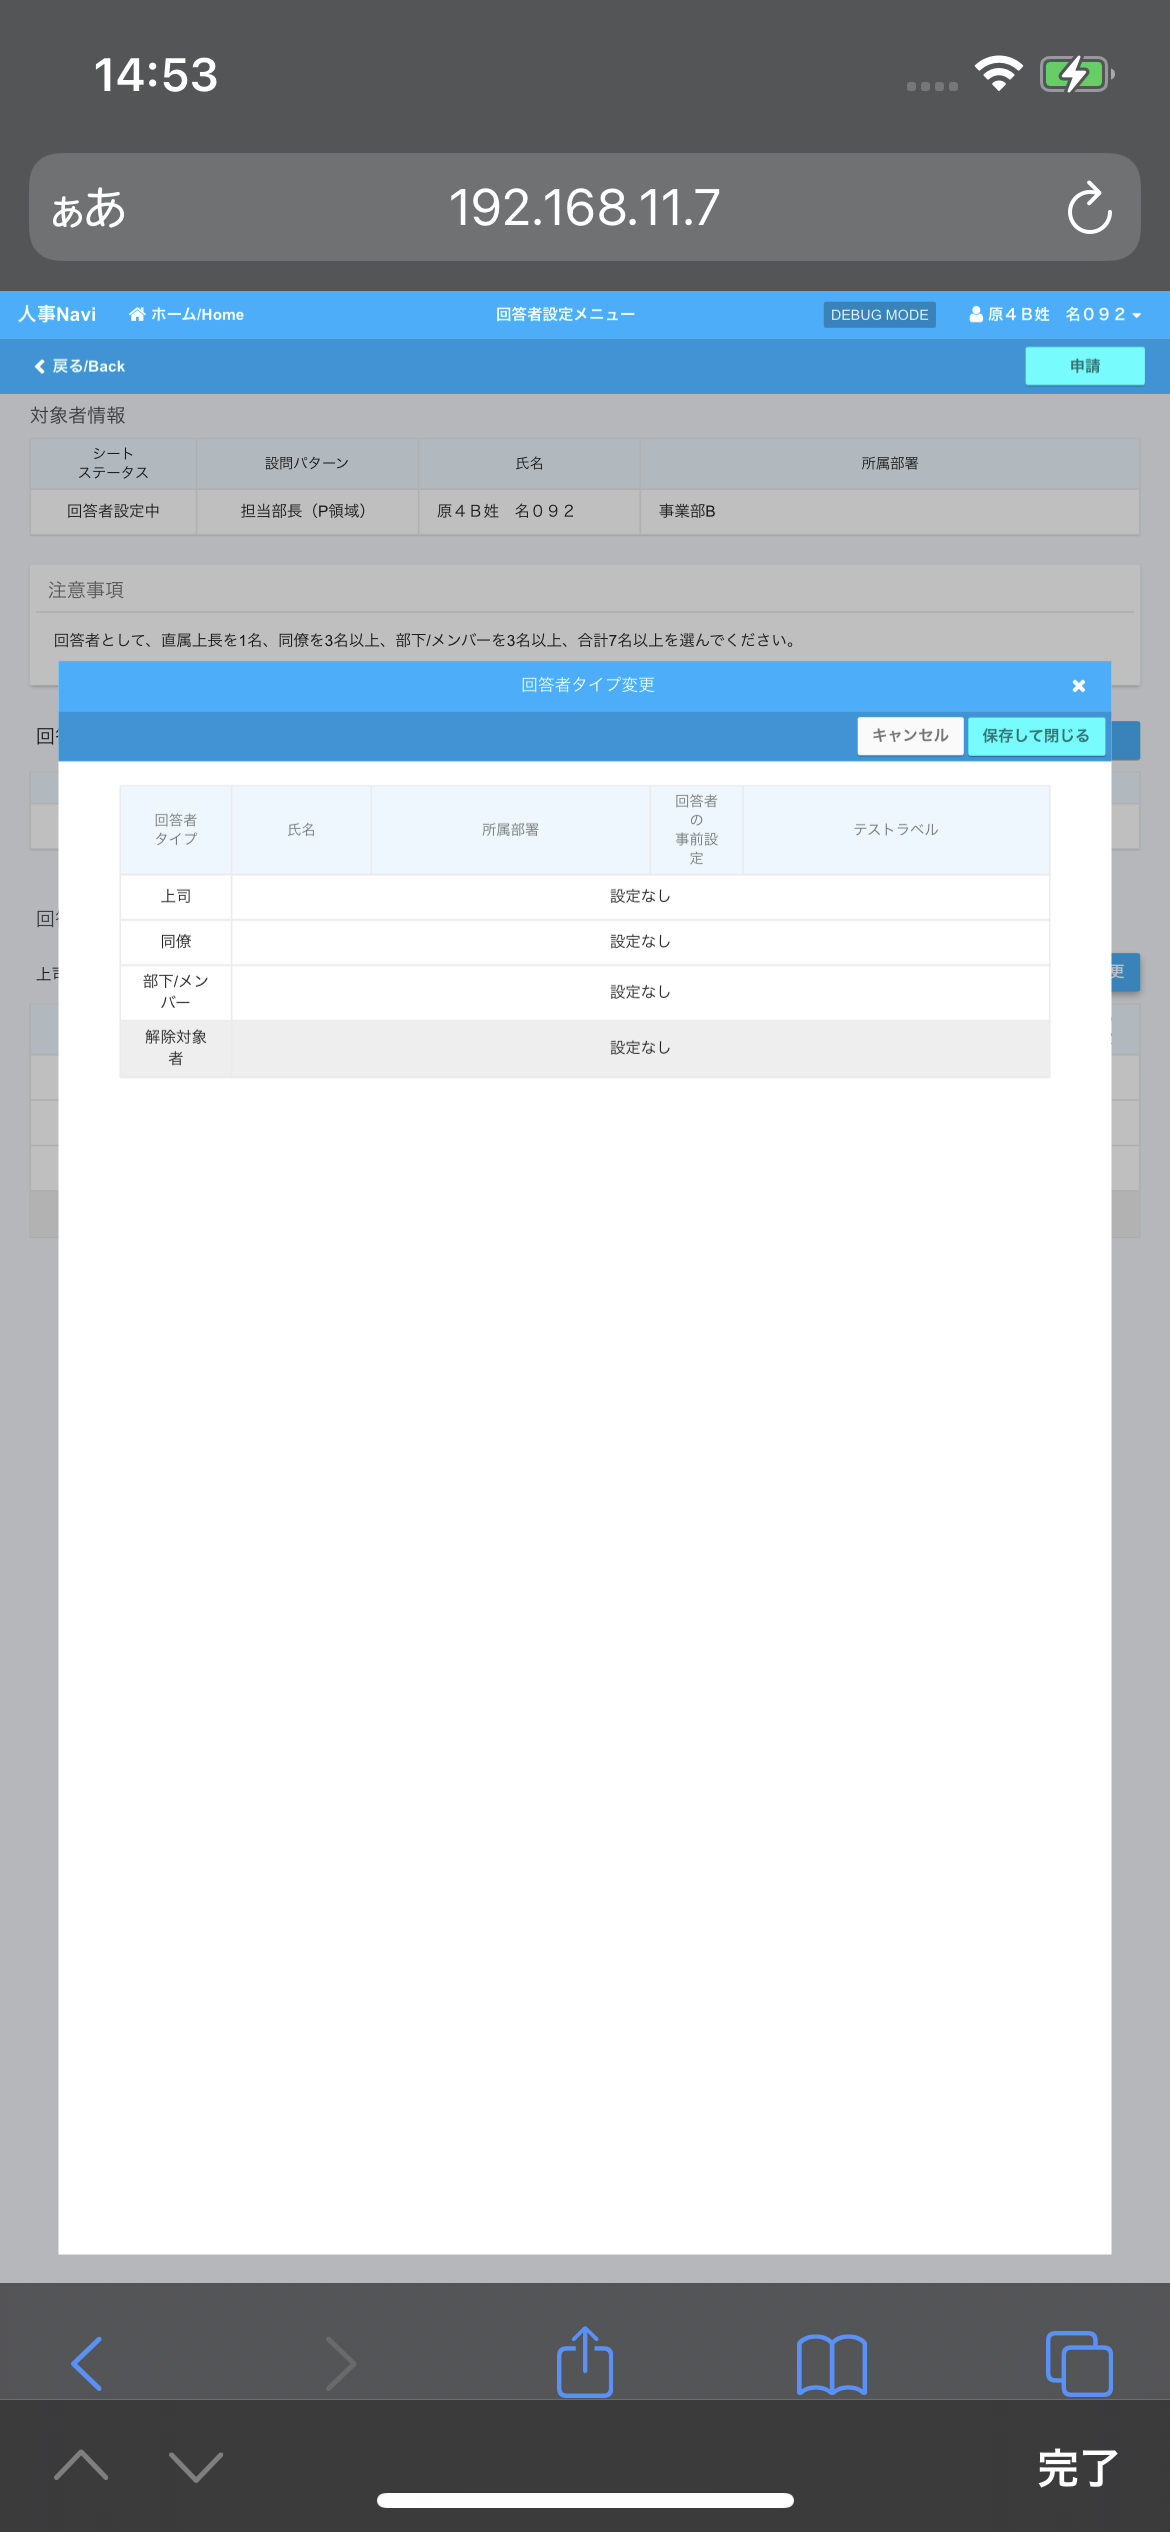 14:53
ぁあ 192.168.11.7
人事Navi ホーム/Home 回答者設定メニュー DEBUG MODE 原４Ｂ姓　名０９２
戻る/Back 申請
対象者情報
シート
ステータス 設問パターン 氏名 所属部署
回答者設定中 担当部長（P領域） 原４Ｂ姓　名０９２ 事業部B
注意事項
回答者として、直属上長を1名、同僚を3名以上、部下/メンバーを3名以上、合計7名以上を選んでください。
回答者タイプ変更
回
キャンセル 保存して閉じる
回答者
タイプ 氏名 所属部署 回答者
の
事前設
定 テストラベル
上司 設定なし
回
同僚 設定なし
上司 更
部下/メン
バー 設定なし
解除対象
者 設定なし
完了